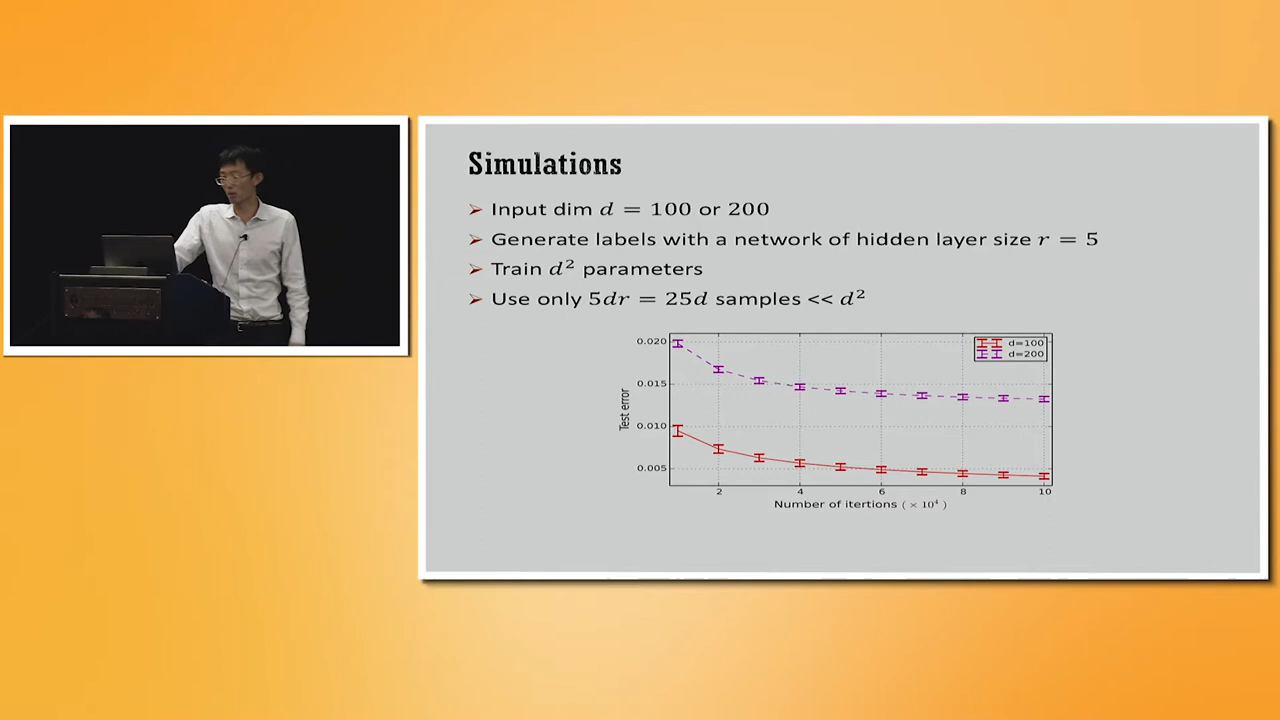 Simulations
➢ Input dim d = 100 or 200
➢ Generate labels with a network of hidden layer size r = 5
➢ Train d² parameters
➢ Use only 5dr = 25d samples << d²
d=100
d=200
0.020
0.015
0.010
0.005
Test error
2 4 6 8 10
Number of itertions ( × 10⁴ )